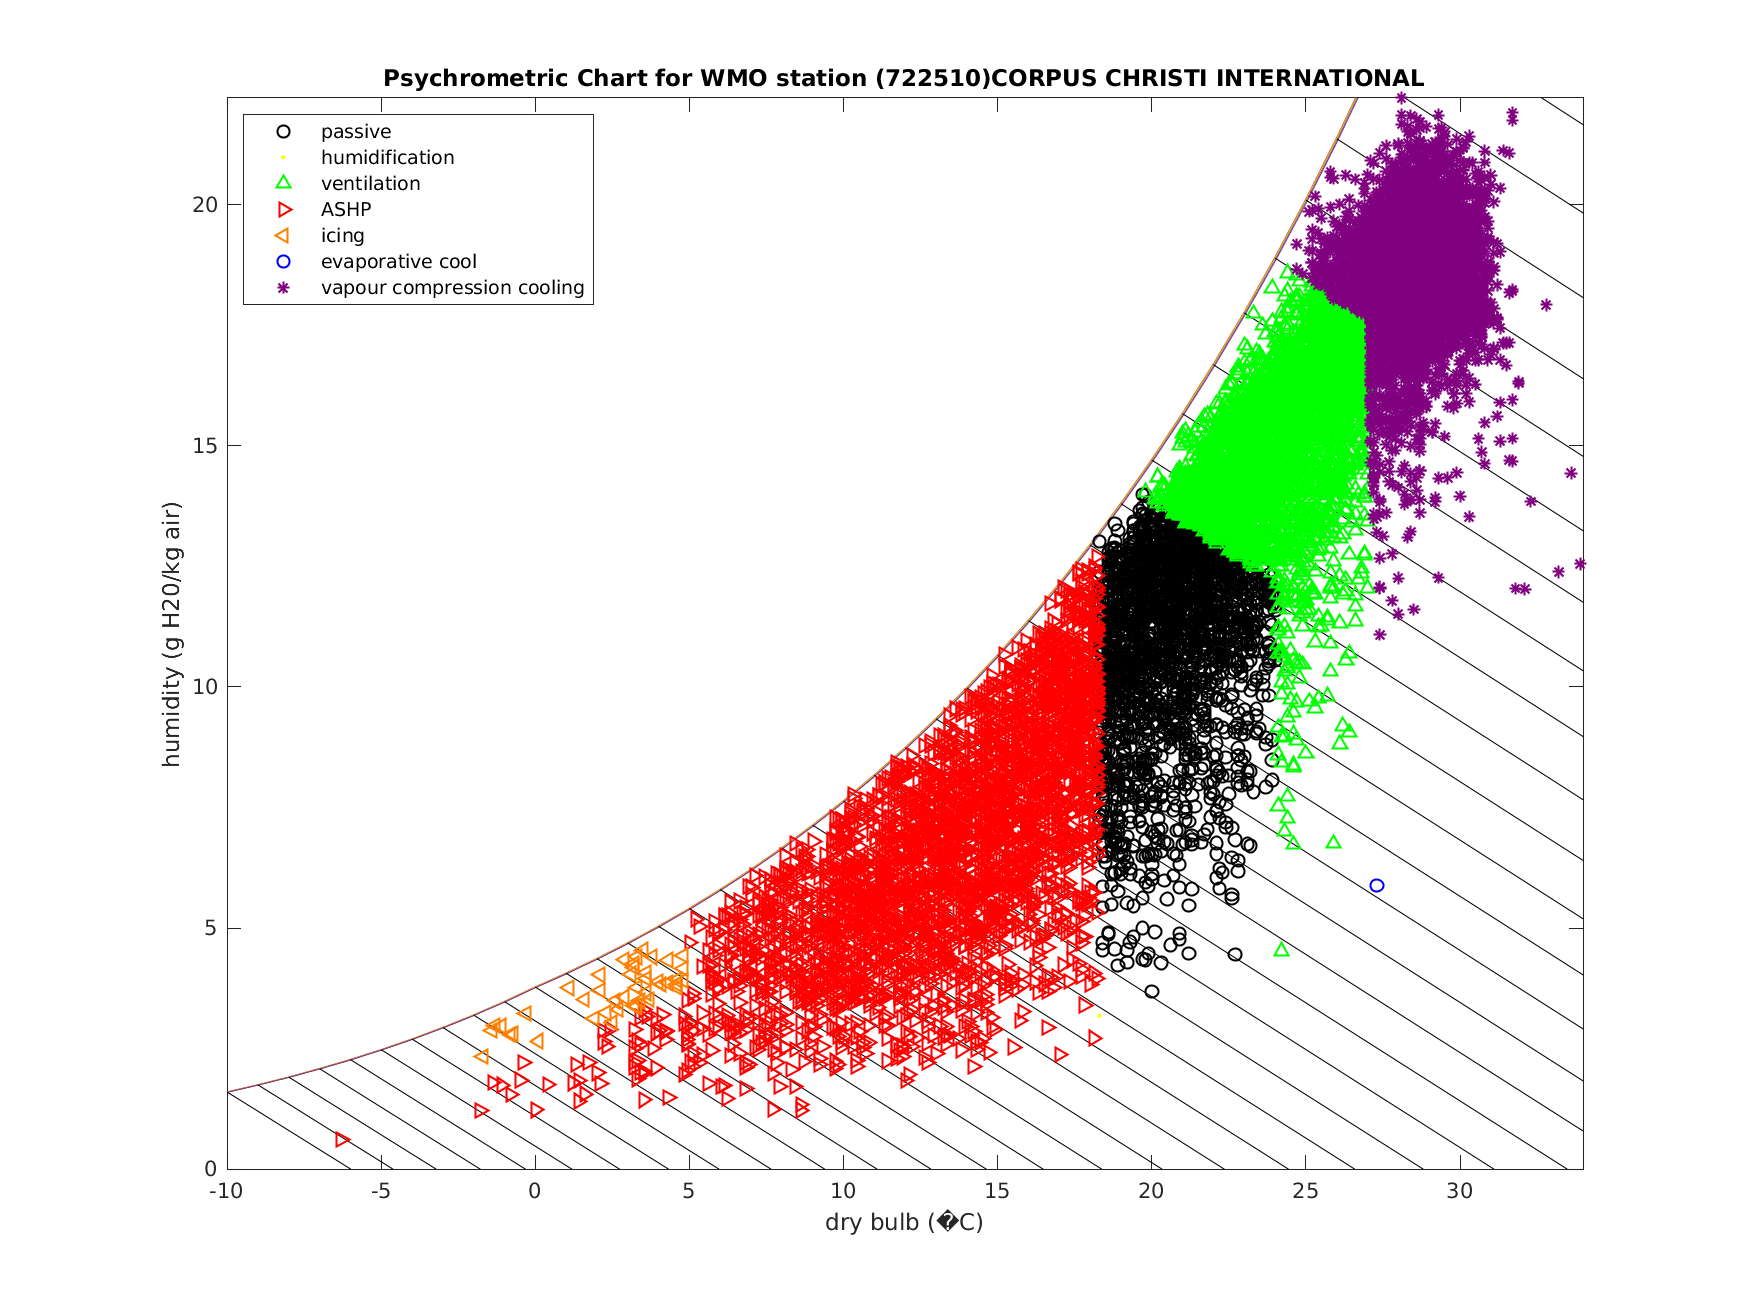 Psychrometric Chart for WMO station (722510)CORPUS CHRISTI INTERNATIONAL
passive
humidification
ventilation
ASHP
icing
evaporative cool
vapour compression cooling
humidity (g H20/kg air)
20
15
10
5
0
-10 -5 0 5 10 15 20 25 30
dry bulb (�C)